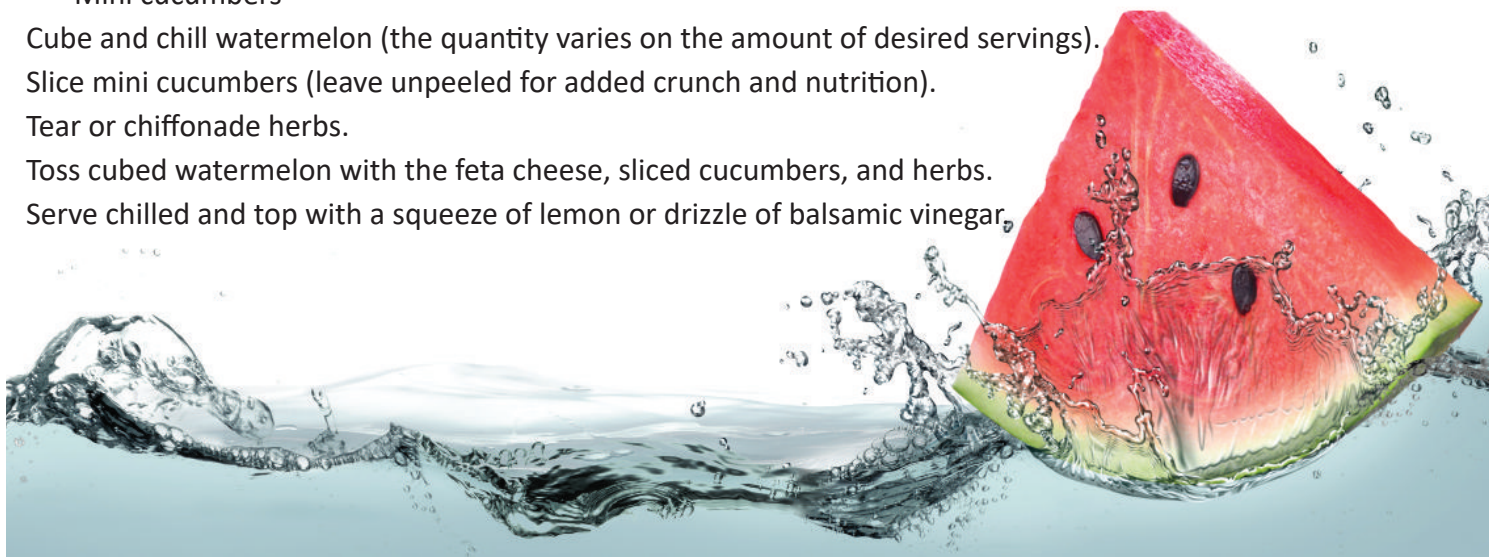 Mini cucumbers
Cube and chill watermelon (the quantity varies on the amount of desired servings).
Slice mini cucumbers (leave unpeeled for added crunch and nutrition).
Tear or chiffonade herbs.
Toss cubed watermelon with the feta cheese, sliced cucumbers, and herbs.
Serve chilled and top with a squeeze of lemon or drizzle of balsamic vinegar.